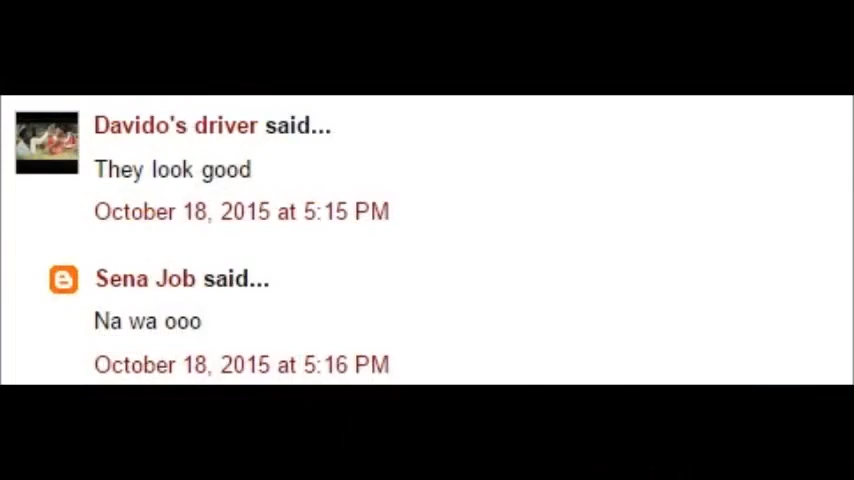 Davido's driver said...
They look good
October 18, 2015 at 5:15 PM
Sena Job said...
Na wa ooo
October 18, 2015 at 5:16 PM